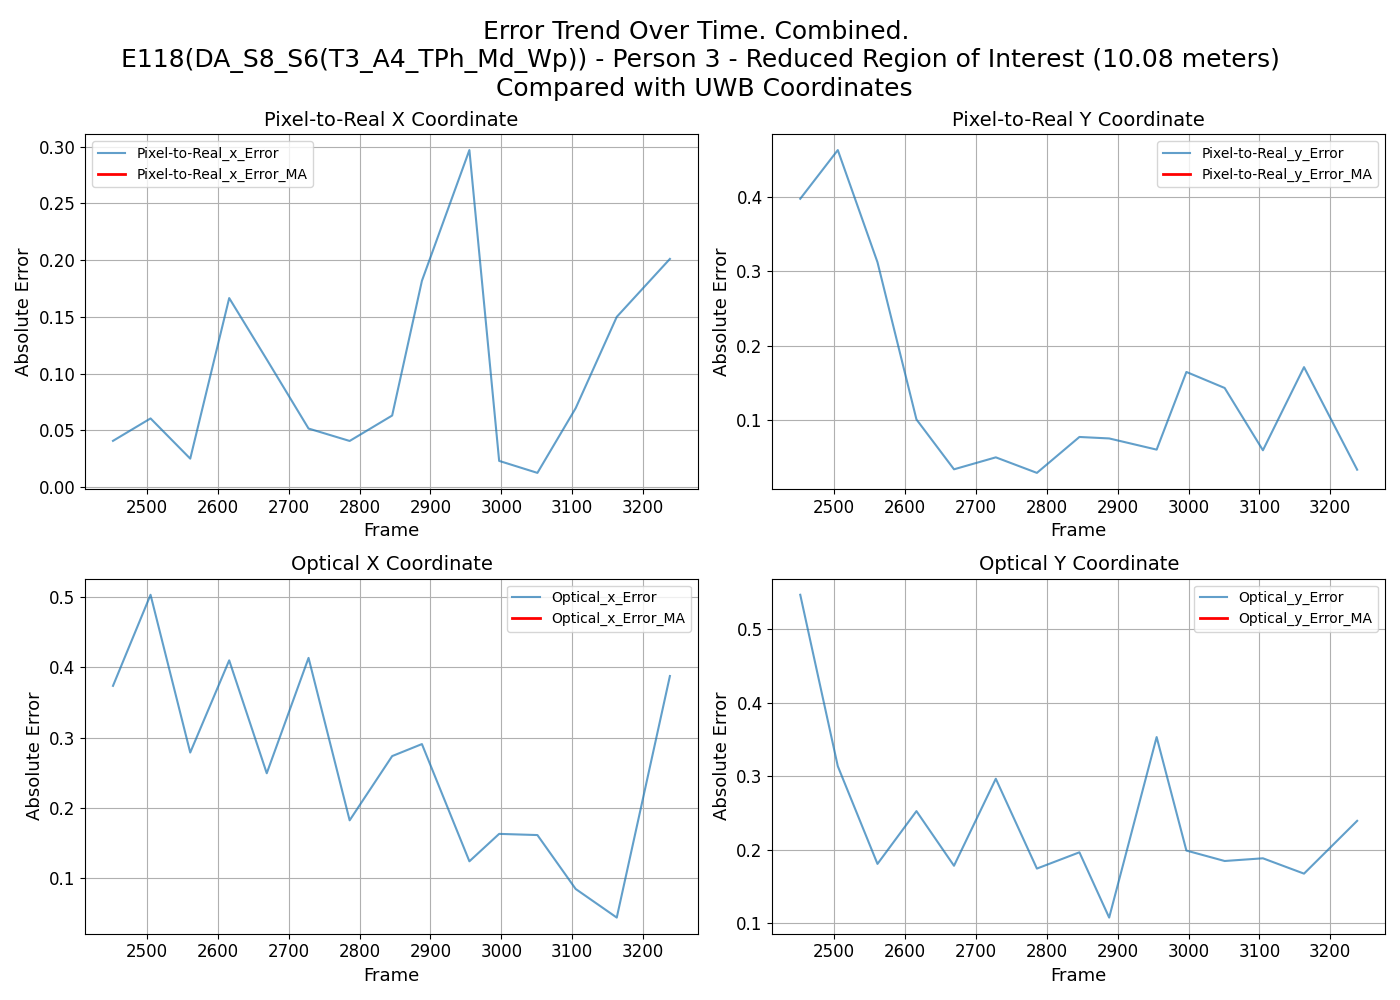 Error Trend Over Time. Combined.
E118(DA_S8_S6(T3_A4_TPh_Md_Wp)) - Person 3 - Reduced Region of Interest (10.08 meters)
Compared with UWB Coordinates
Pixel-to-Real X Coordinate
Absolute Error
0.30
0.25
0.20
0.15
0.10
0.05
0.00
Pixel-to-Real_x_Error
Pixel-to-Real_x_Error_MA
2500 2600 2700 2800 2900 3000 3100 3200
Frame
Pixel-to-Real Y Coordinate
Absolute Error
0.4
0.3
0.2
0.1
Pixel-to-Real_y_Error
Pixel-to-Real_y_Error_MA
2500 2600 2700 2800 2900 3000 3100 3200
Frame
Optical X Coordinate
Absolute Error
0.5
0.4
0.3
0.2
0.1
Optical_x_Error
Optical_x_Error_MA
2500 2600 2700 2800 2900 3000 3100 3200
Frame
Optical Y Coordinate
Absolute Error
0.5
0.4
0.3
0.2
0.1
Optical_y_Error
Optical_y_Error_MA
2500 2600 2700 2800 2900 3000 3100 3200
Frame